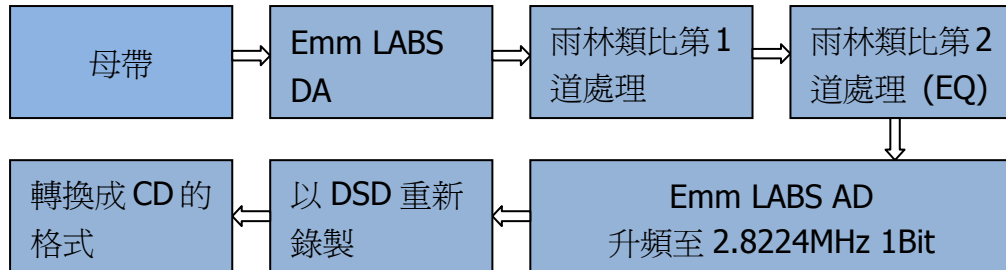 母帶
Emm LABS
DA
雨林類比第1
道處理
雨林類比第2
道處理 (EQ)
Emm LABS AD
升頻至 2.8224MHz 1Bit
以 DSD 重新
錄製
轉換成 CD 的
格式